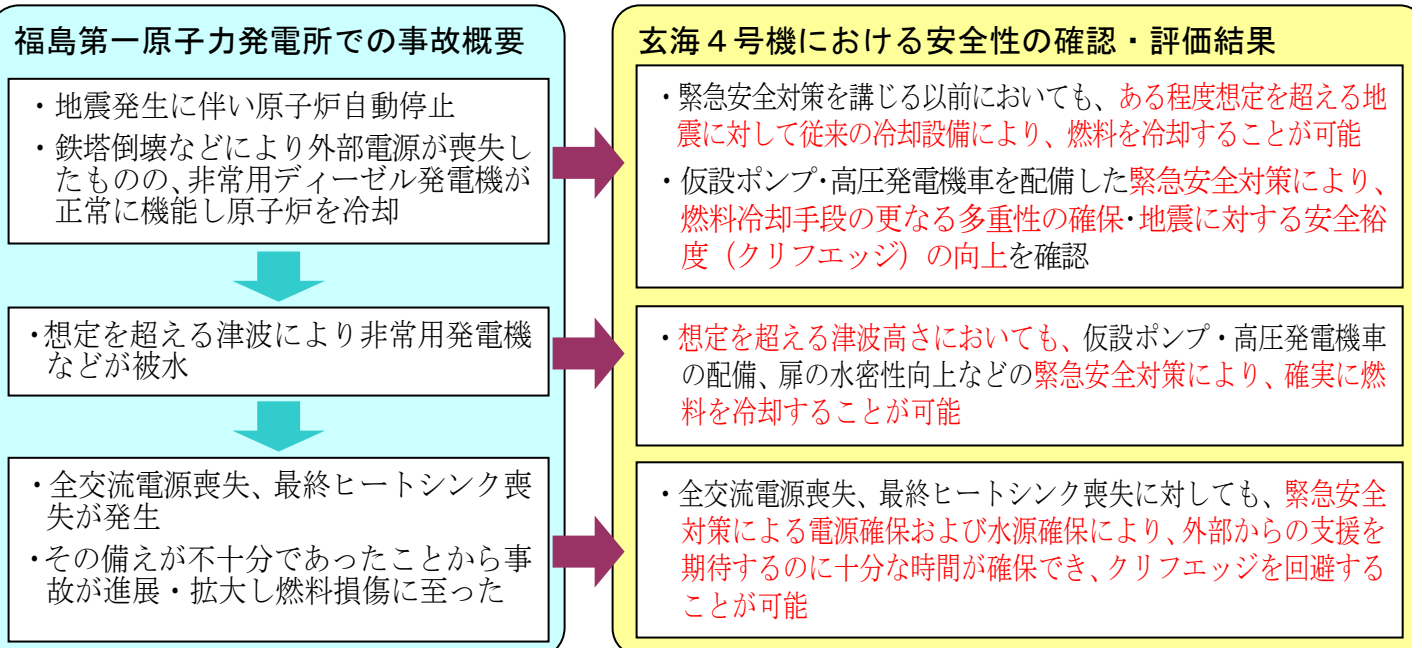 福島第一原子力発電所での事故概要
・地震発生に伴い原子炉自動停止
・鉄塔倒壊などにより外部電源が喪失し
たものの、非常用ディーゼル発電機が
正常に機能し原子炉を冷却
・想定を超える津波により非常用発電機
などが被水
・全交流電源喪失、最終ヒートシンク喪
失が発生
・その備えが不十分であったことから事
故が進展・拡大し燃料損傷に至った
玄海４号機における安全性の確認・評価結果
・緊急安全対策を講じる以前においても、ある程度想定を超える地
震に対して従来の冷却設備により、燃料を冷却することが可能
・仮設ポンプ・高圧発電機車を配備した緊急安全対策により、
燃料冷却手段の更なる多重性の確保・地震に対する安全裕
度（クリフエッジ）の向上を確認
・想定を超える津波高さにおいても、仮設ポンプ・高圧発電機車
の配備、扉の水密性向上などの緊急安全対策により、確実に燃
料を冷却することが可能
・全交流電源喪失、最終ヒートシンク喪失に対しても、緊急安全
対策による電源確保および水源確保により、外部からの支援を
期待するのに十分な時間が確保でき、クリフエッジを回避する
ことが可能